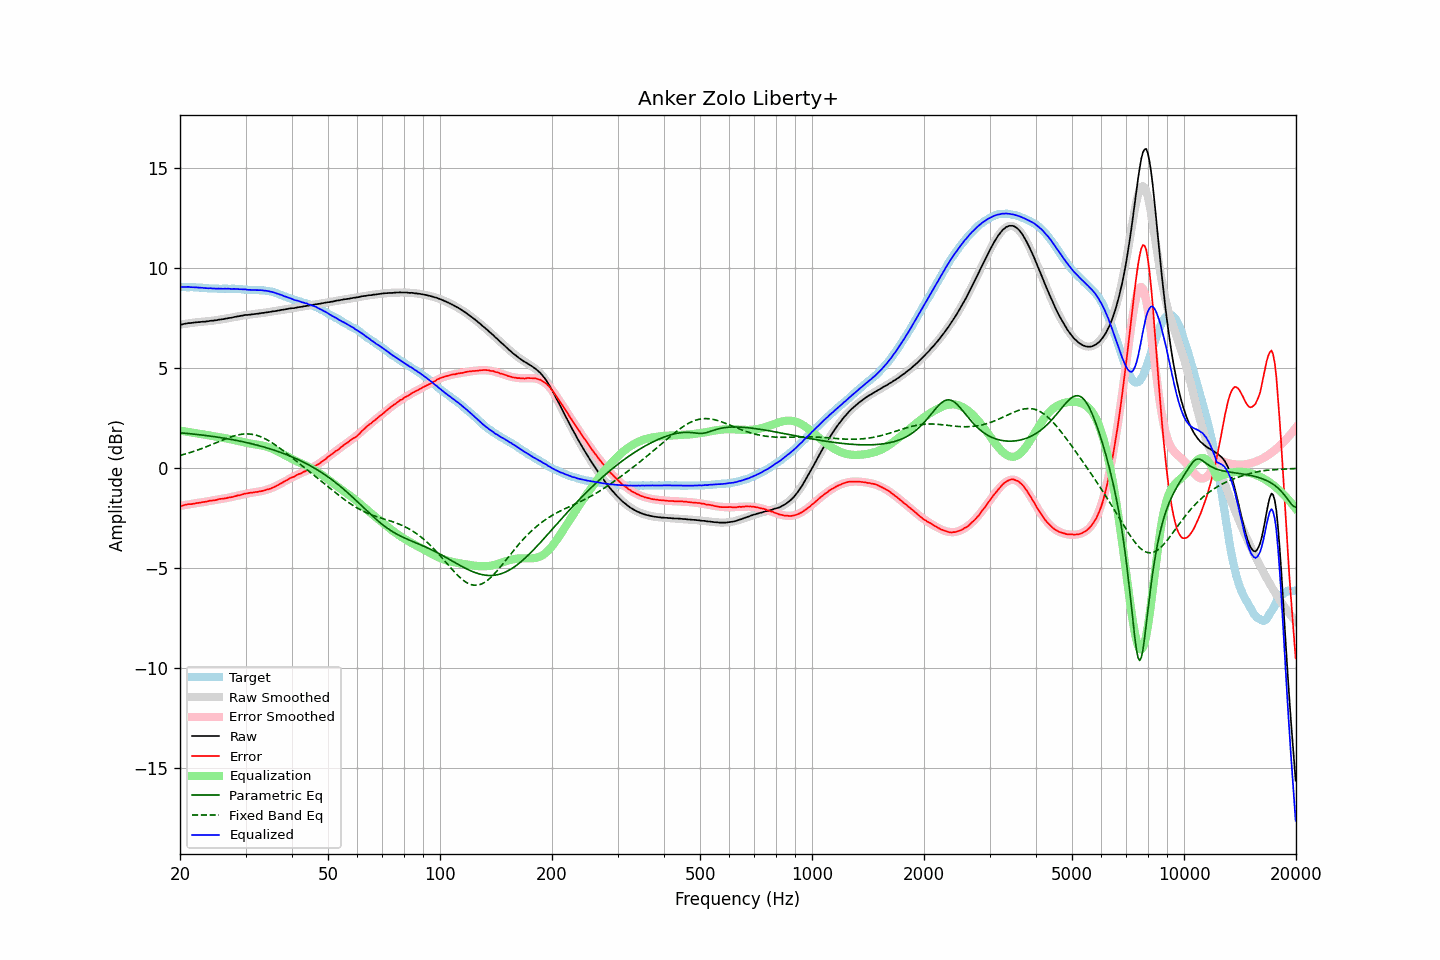 Anker Zolo Liberty+
Amplitude (dBr)
15
10
5
0
−5
−10
−15
Target
Raw Smoothed
Error Smoothed
Raw
Error
Equalization
Parametric Eq
Fixed Band Eq
Equalized
20 50 100 200 500 1000 2000 5000 10000 20000
Frequency (Hz)